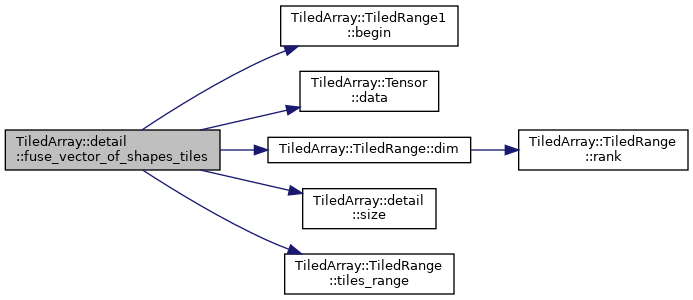 TiledArray::detail
::fuse_vector_of_shapes_tiles
TiledArray::TiledRange1
::begin
TiledArray::Tensor
::data
TiledArray::TiledRange::dim
TiledArray::TiledRange
::rank
TiledArray::detail
::size
TiledArray::TiledRange
::tiles_range